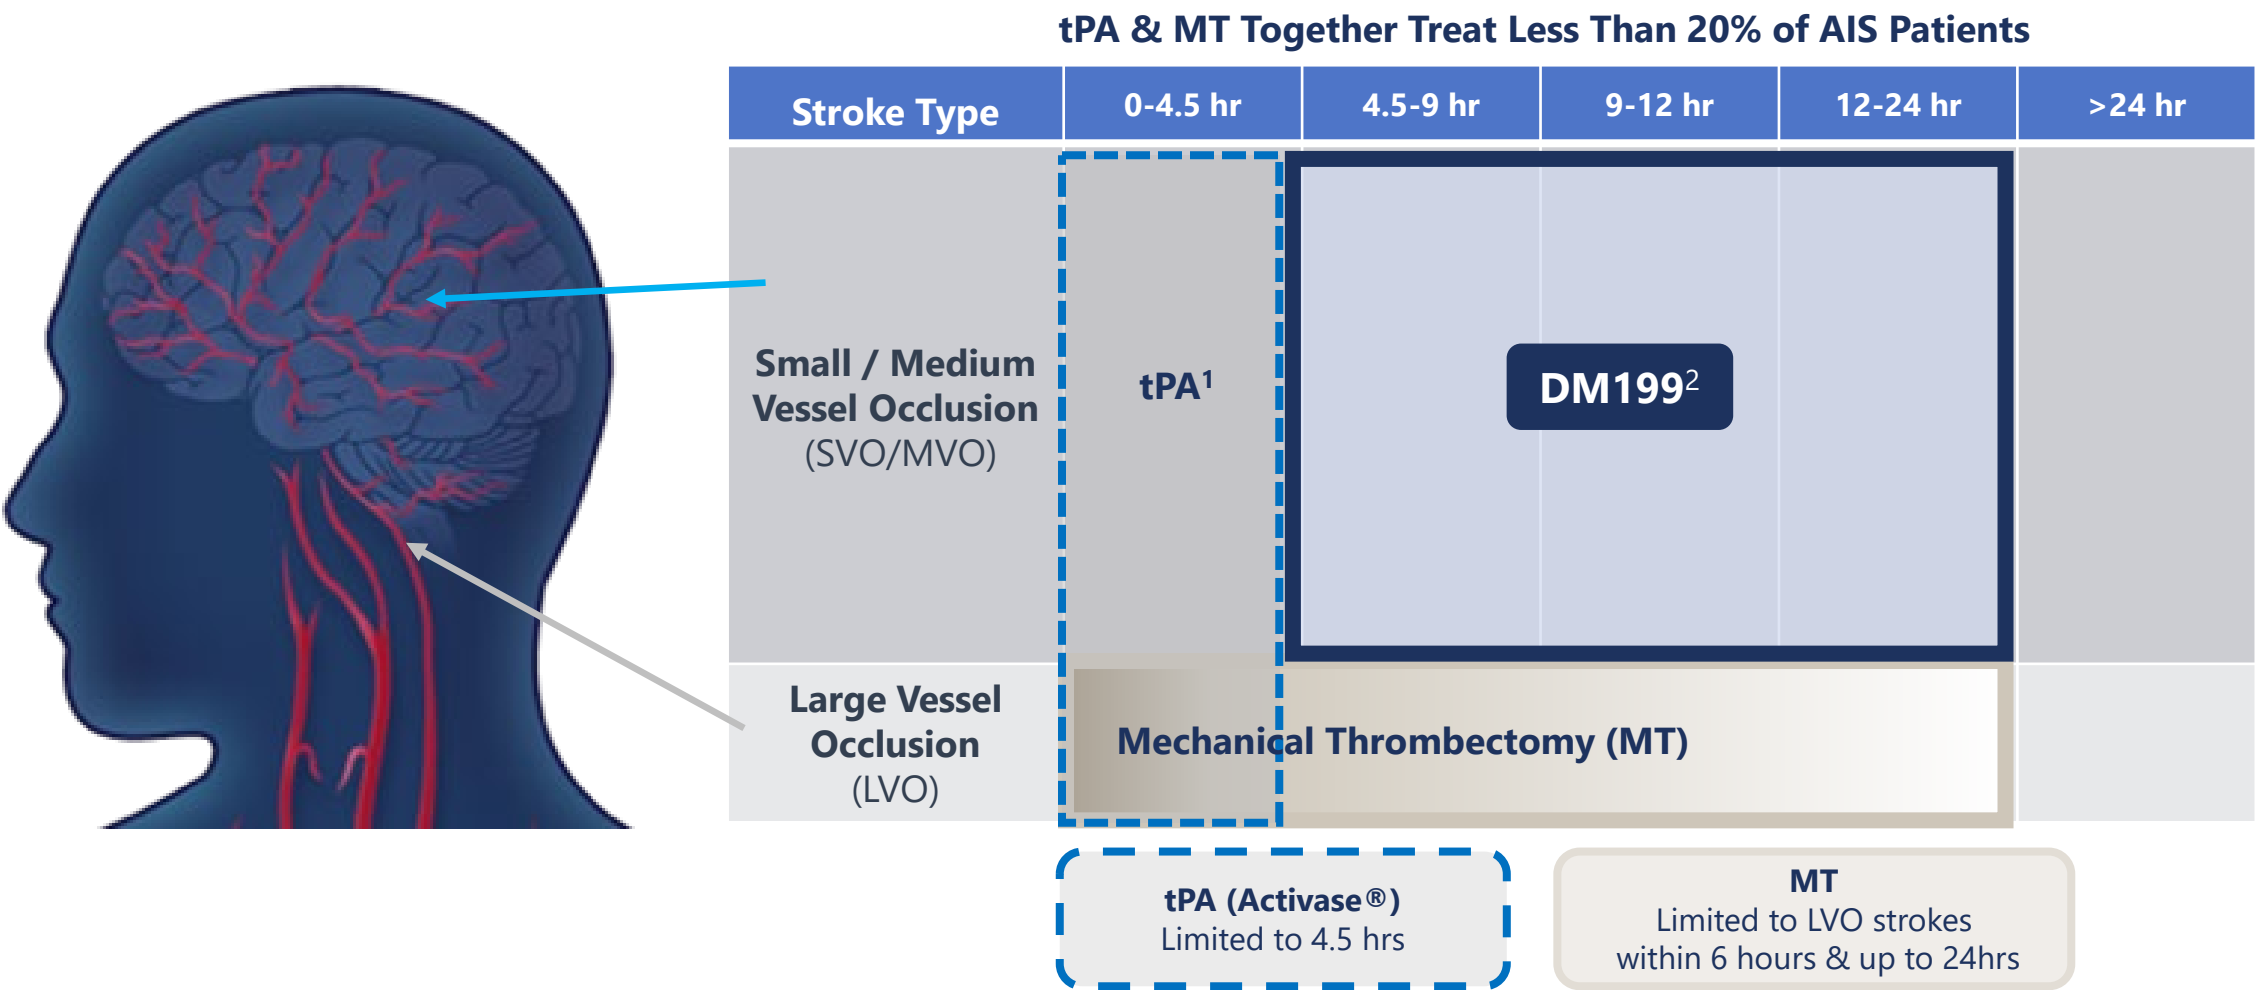 tPA & MT Together Treat Less Than 20% of AIS Patients
Stroke Type
0-4.5 hr
4.5-9 hr
9-12 hr
12-24 hr
>24 hr
Small / Medium
Vessel Occlusion
(SVO/MVO)
tPA¹
DM199²
Large Vessel
Occlusion
(LVO)
Mechanical Thrombectomy (MT)
tPA (Activase®)
Limited to 4.5 hrs
MT
Limited to LVO strokes
within 6 hours & up to 24hrs